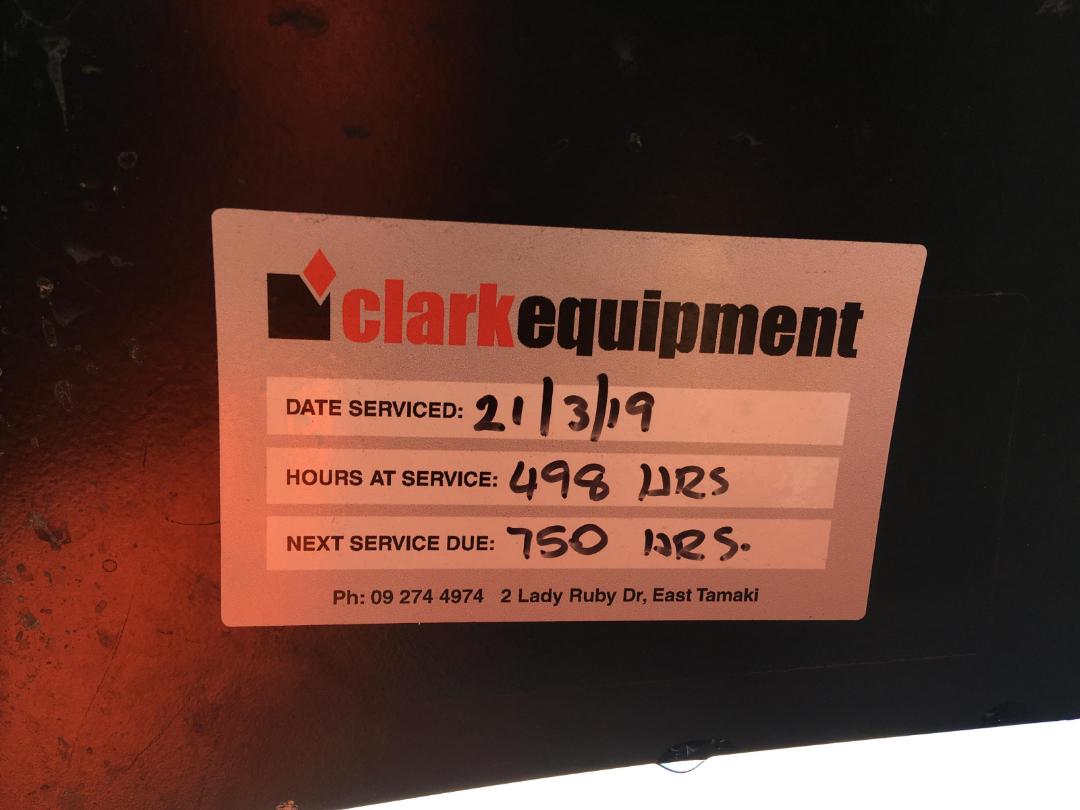 clarkequipment
DATE SERVICED: 21/3/19
HOURS AT SERVICE: 498 HRS
NEXT SERVICE DUE: 750 HRS.
Ph: 09 274 4974 2 Lady Ruby Dr, East Tamaki